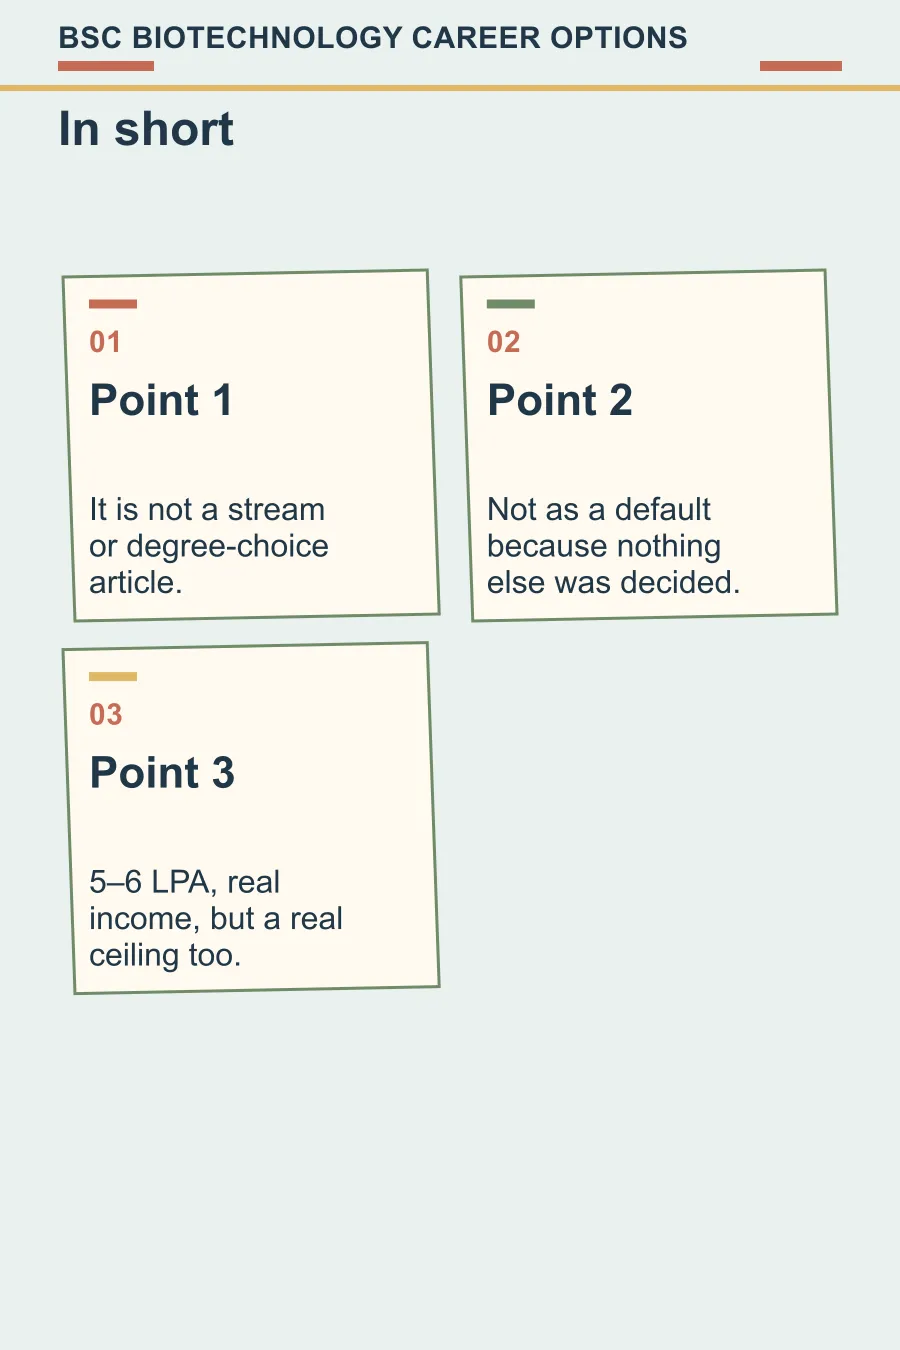 BSC BIOTECHNOLOGY CAREER OPTIONS
In short
01
Point 1
It is not a stream
or degree-choice
article.
02
Point 2
Not as a default
because nothing
else was decided.
03
Point 3
5–6 LPA, real
income, but a real
ceiling too.